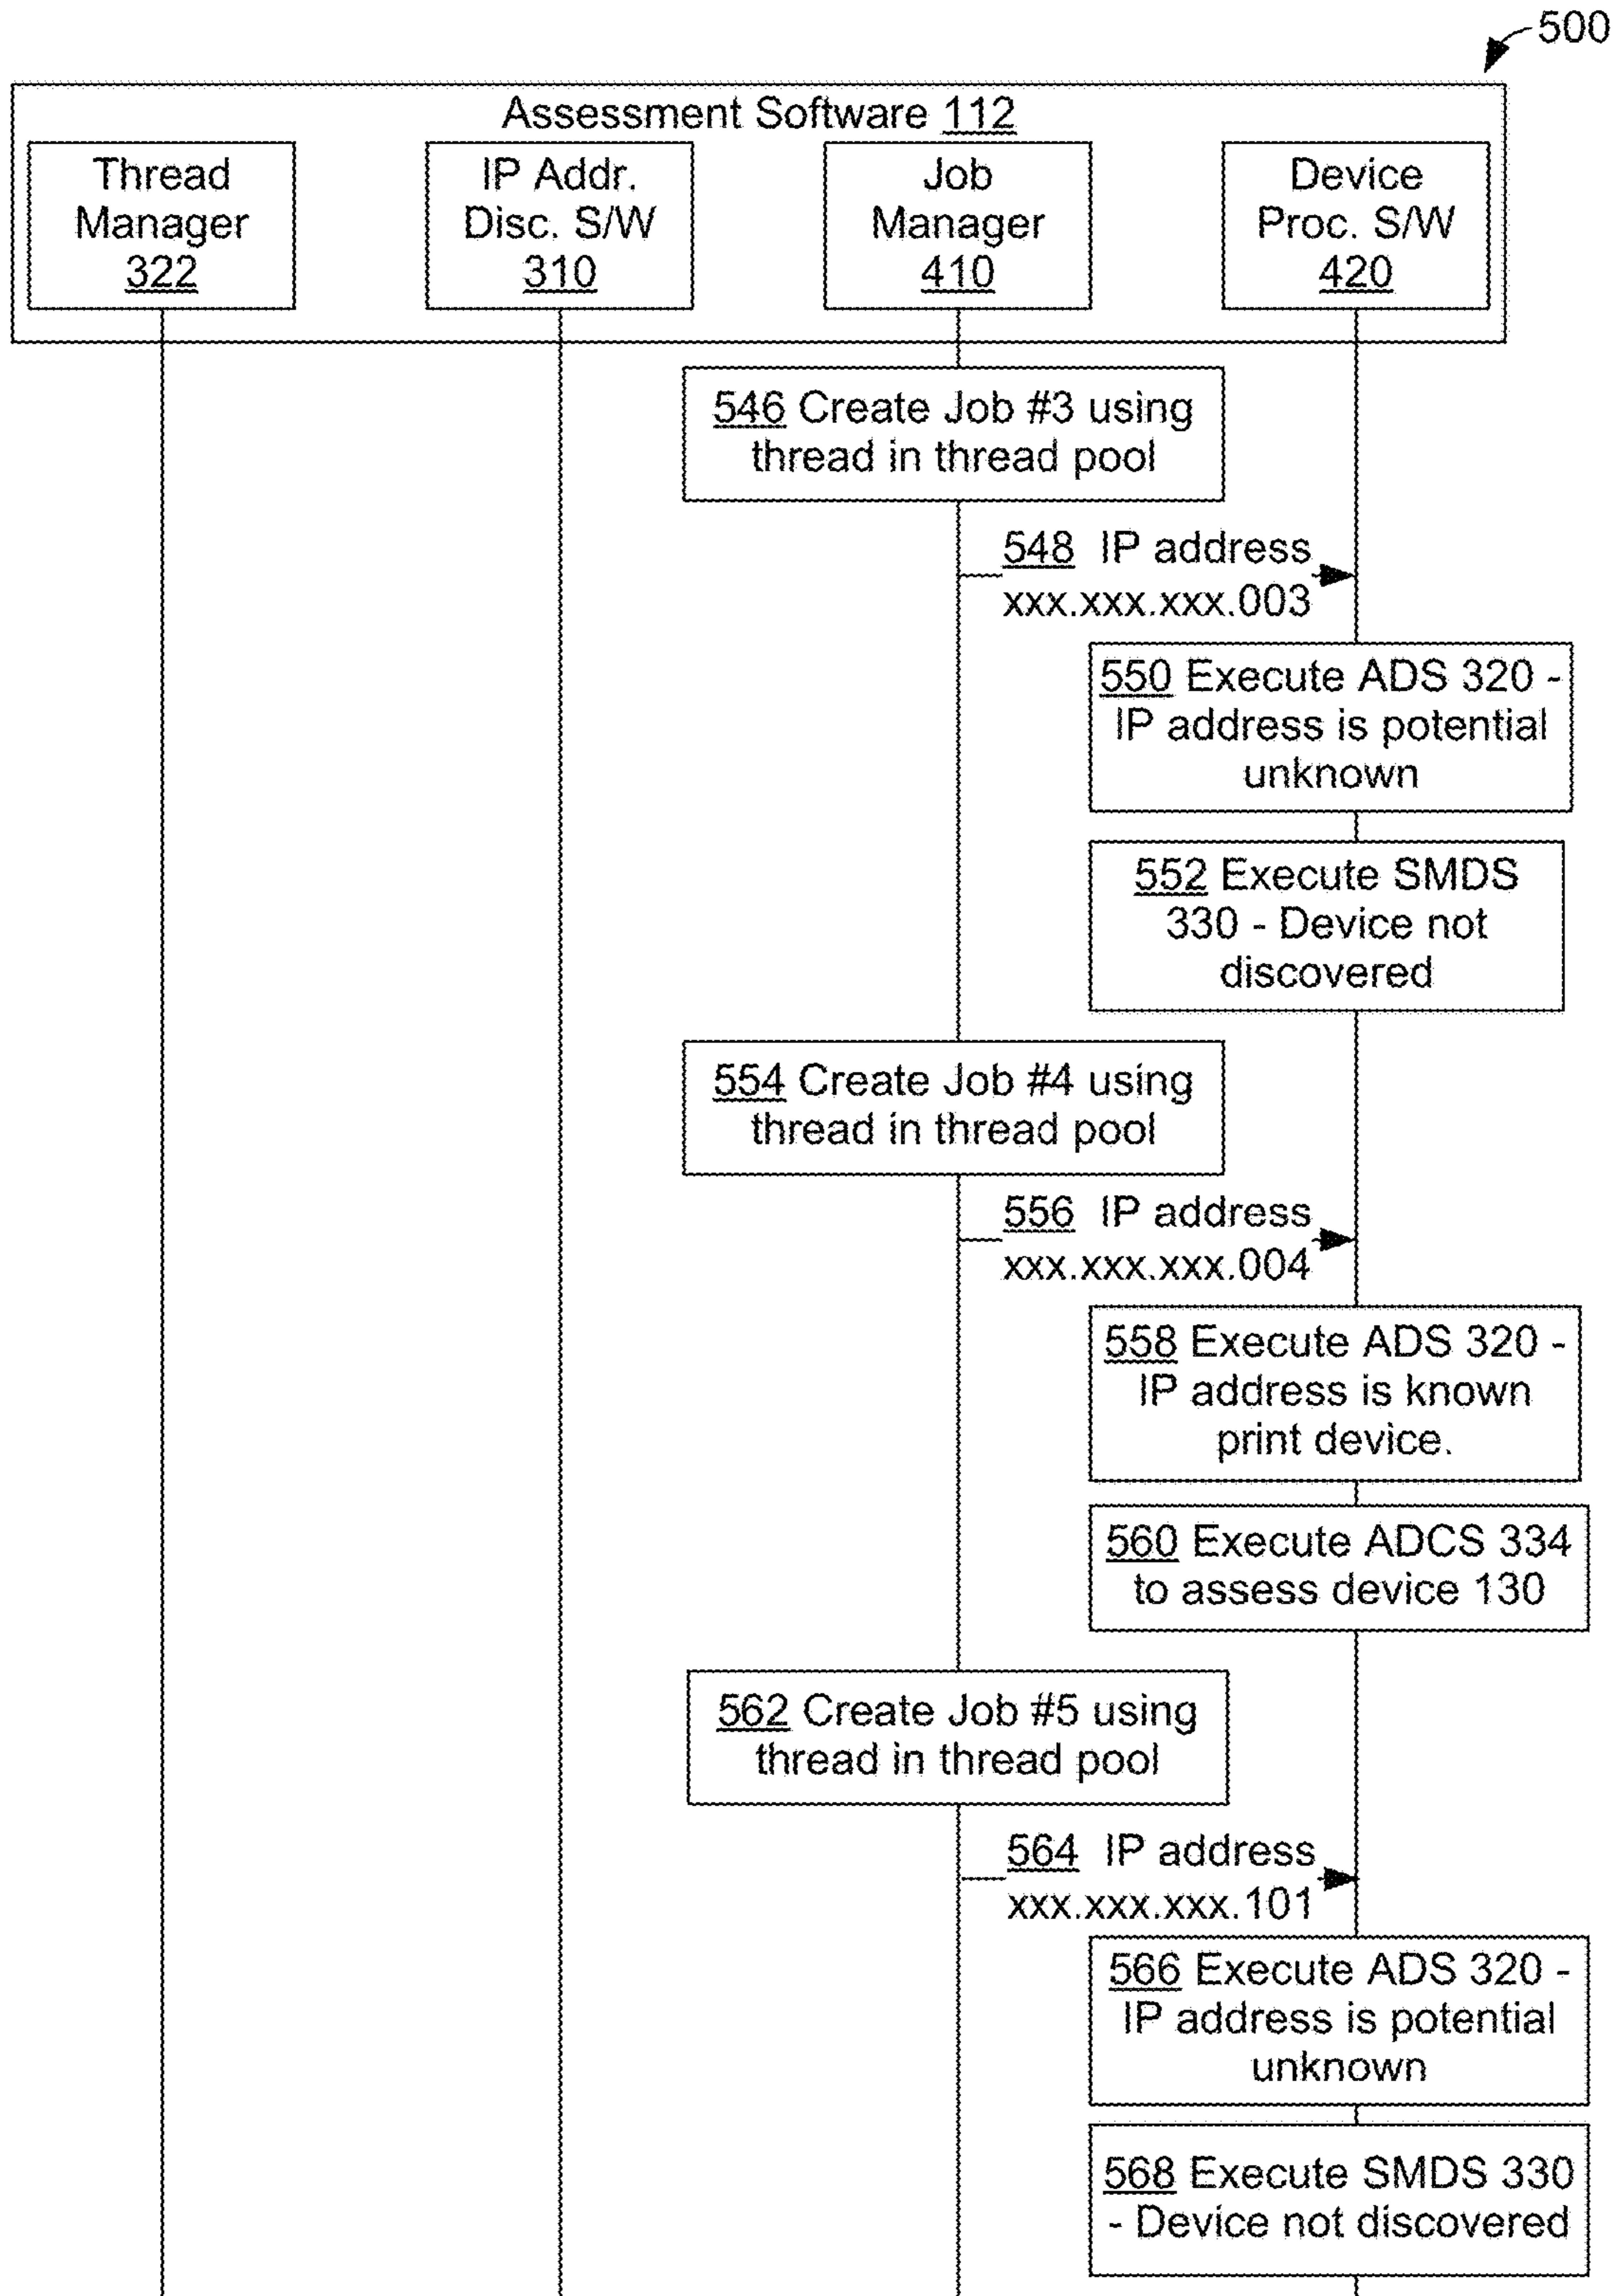 500
Assessment Software 112
Thread
Manager
322
IP Addr.
Disc. S/W
310
Job
Manager
410
Device
Proc. S/W
420
546 Create Job #3 using
thread in thread pool
548 IP address
xxx.xxx.xxx.003
550 Execute ADS 320 -
IP address is potential
unknown
552 Execute SMDS
330 - Device not
discovered
554 Create Job #4 using
thread in thread pool
556 IP address
xxx.xxx.xxx.004
558 Execute ADS 320 -
IP address is known
print device.
560 Execute ADCS 334
to assess device 130
562 Create Job #5 using
thread in thread pool
564 IP address
xxx.xxx.xxx.101
566 Execute ADS 320 -
IP address is potential
unknown
568 Execute SMDS 330
- Device not discovered